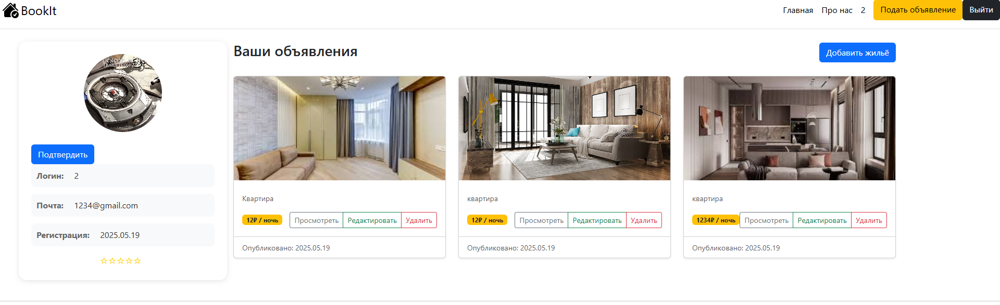 BookIt
Главная Про нас 2 Подать объявление Выйти
Подтвердить
Логин: 2
Почта: 1234@gmail.com
Регистрация: 2025.05.19
☆☆☆☆☆
Ваши объявления
Добавить жильё
Квартира
12₽ / ночь Просмотреть Редактировать Удалить
Опубликовано: 2025.05.19
квартира
12₽ / ночь Просмотреть Редактировать Удалить
Опубликовано: 2025.05.19
квартира
1234₽ / ночь Просмотреть Редактировать Удалить
Опубликовано: 2025.05.19